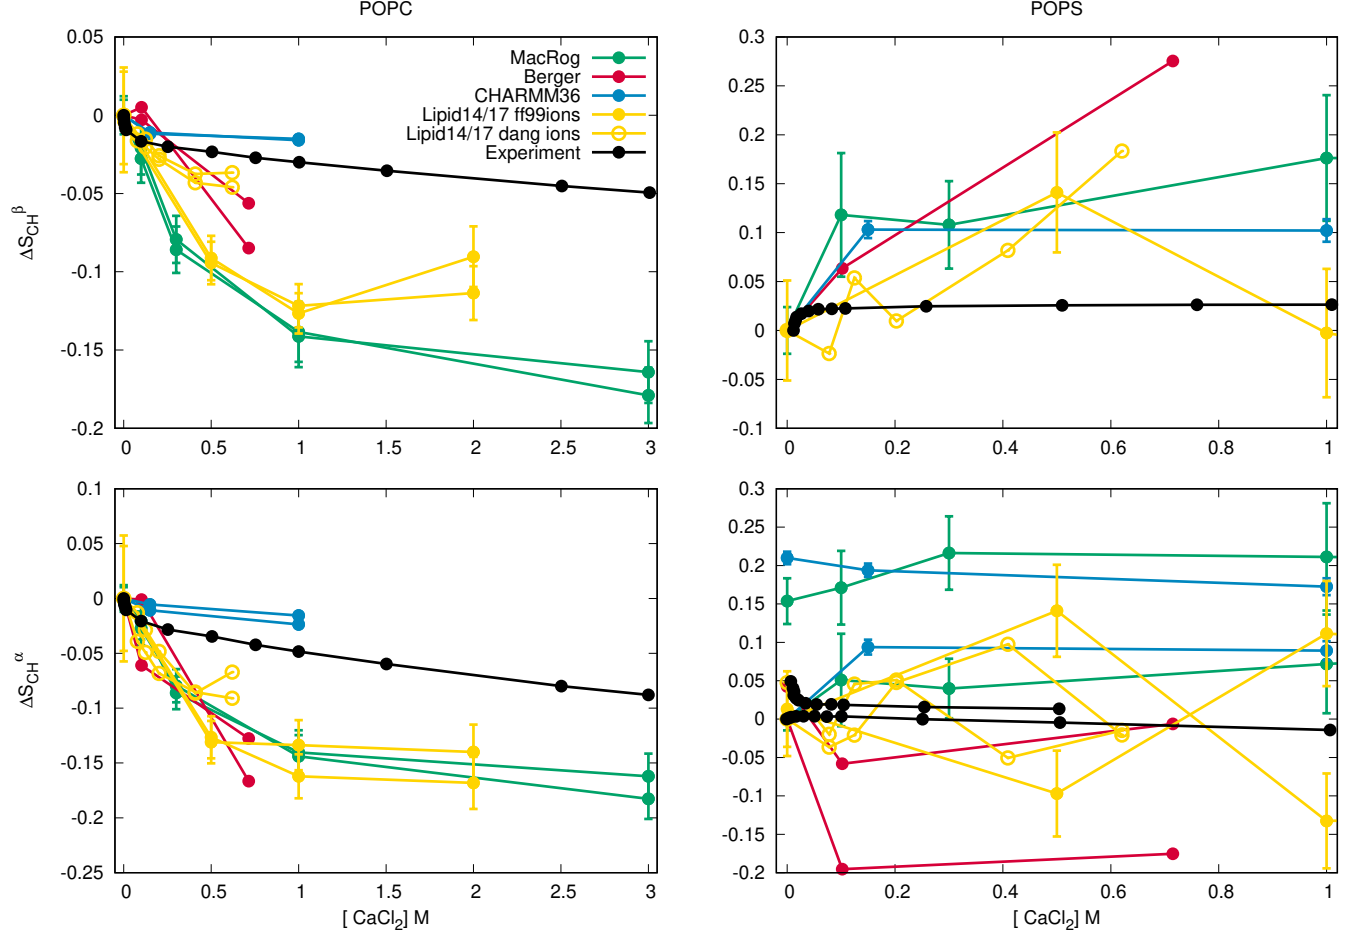 POPC
POPS
0.05
0
-0.05
-0.1
-0.15
-0.2
ΔS_CH^β
MacRog
Berger
CHARMM36
Lipid14/17 ff99ions
Lipid14/17 dang ions
Experiment
0 0.5 1 1.5 2 2.5 3
0.3
0.25
0.2
0.15
0.1
0.05
0
-0.05
-0.1
0 0.2 0.4 0.6 0.8 1
0.1
0.05
0
-0.05
-0.1
-0.15
-0.2
-0.25
ΔS_CH^α
0 0.5 1 1.5 2 2.5 3
[ CaCl₂] M
0.3
0.25
0.2
0.15
0.1
0.05
0
-0.05
-0.1
-0.15
-0.2
0 0.2 0.4 0.6 0.8 1
[ CaCl₂] M